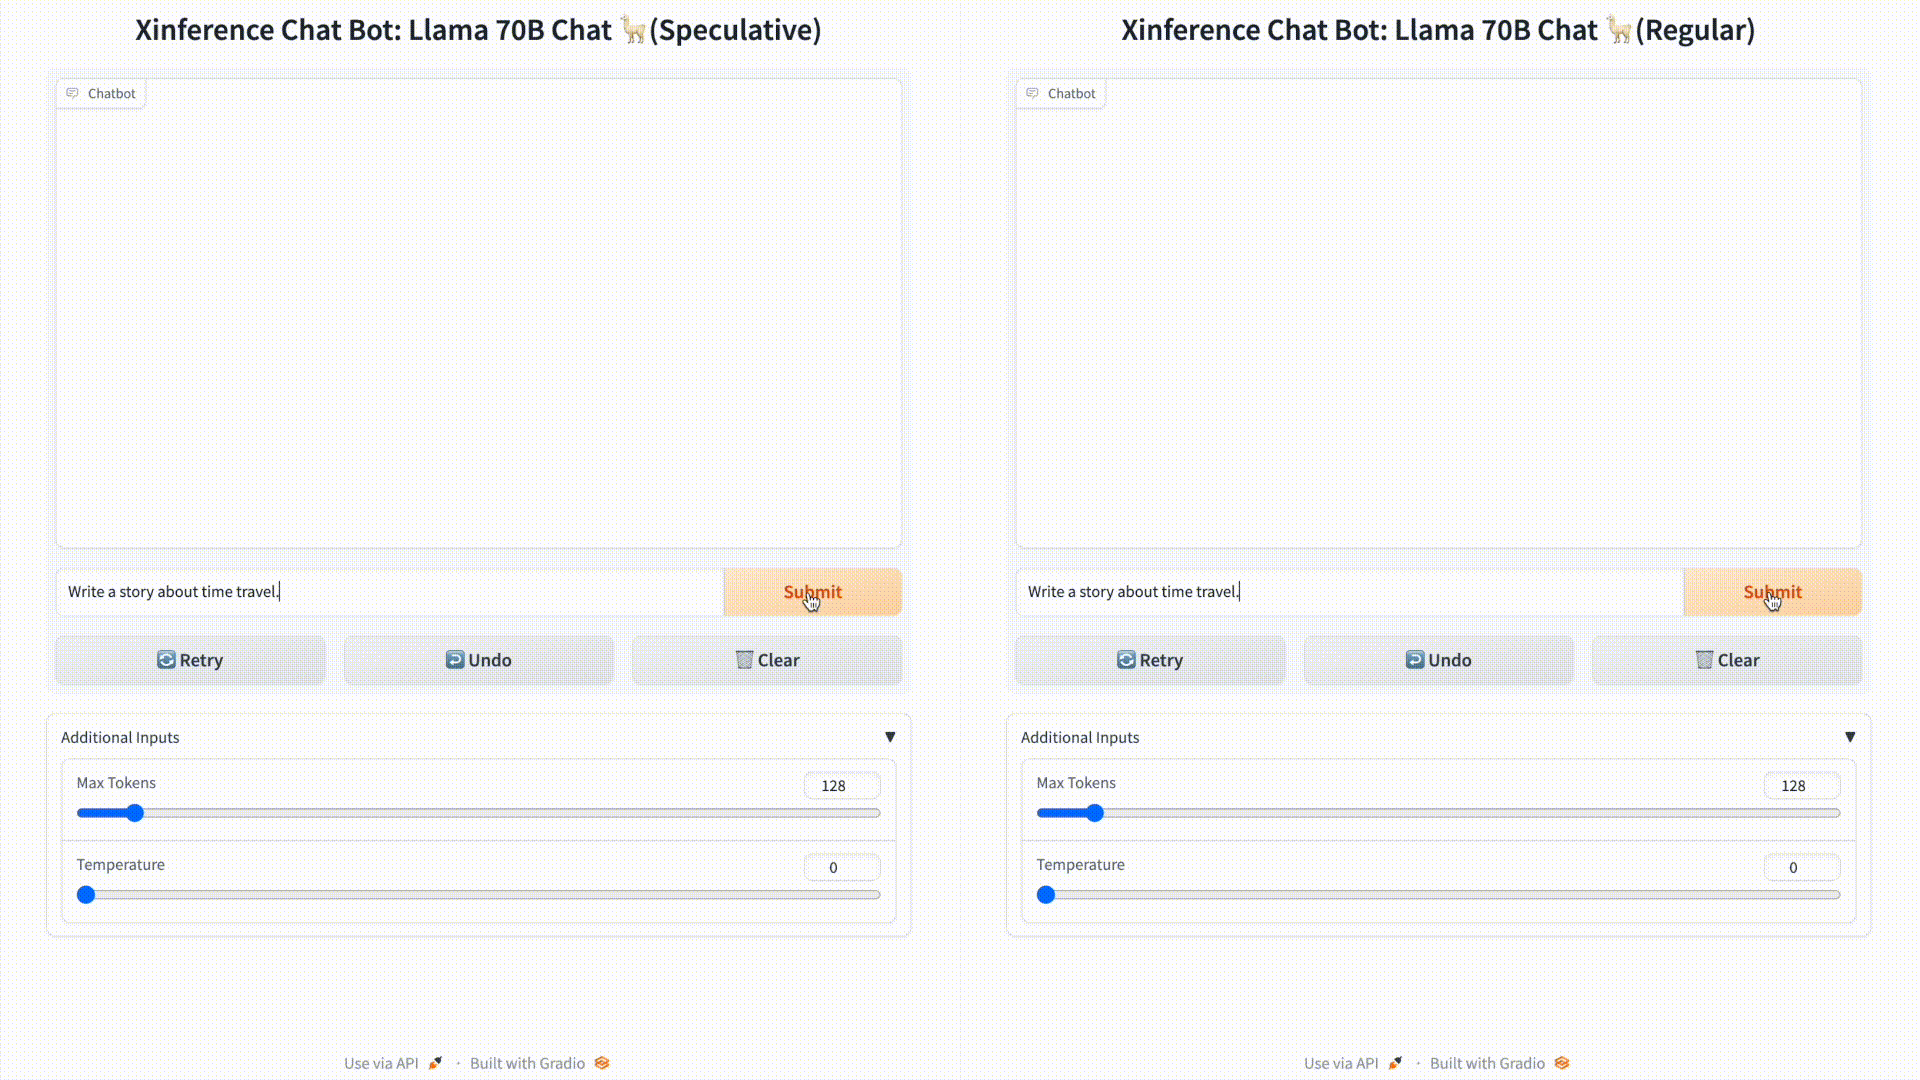 Xinference Chat Bot: Llama 70B Chat 🦙(Speculative)
Chatbot
Write a story about time travel.
Submit
Retry
Undo
Clear
Additional Inputs
Max Tokens
128
Temperature
0
Use via API
· Built with Gradio
Xinference Chat Bot: Llama 70B Chat 🦙(Regular)
Chatbot
Write a story about time travel.
Submit
Retry
Undo
Clear
Additional Inputs
Max Tokens
128
Temperature
0
Use via API
· Built with Gradio